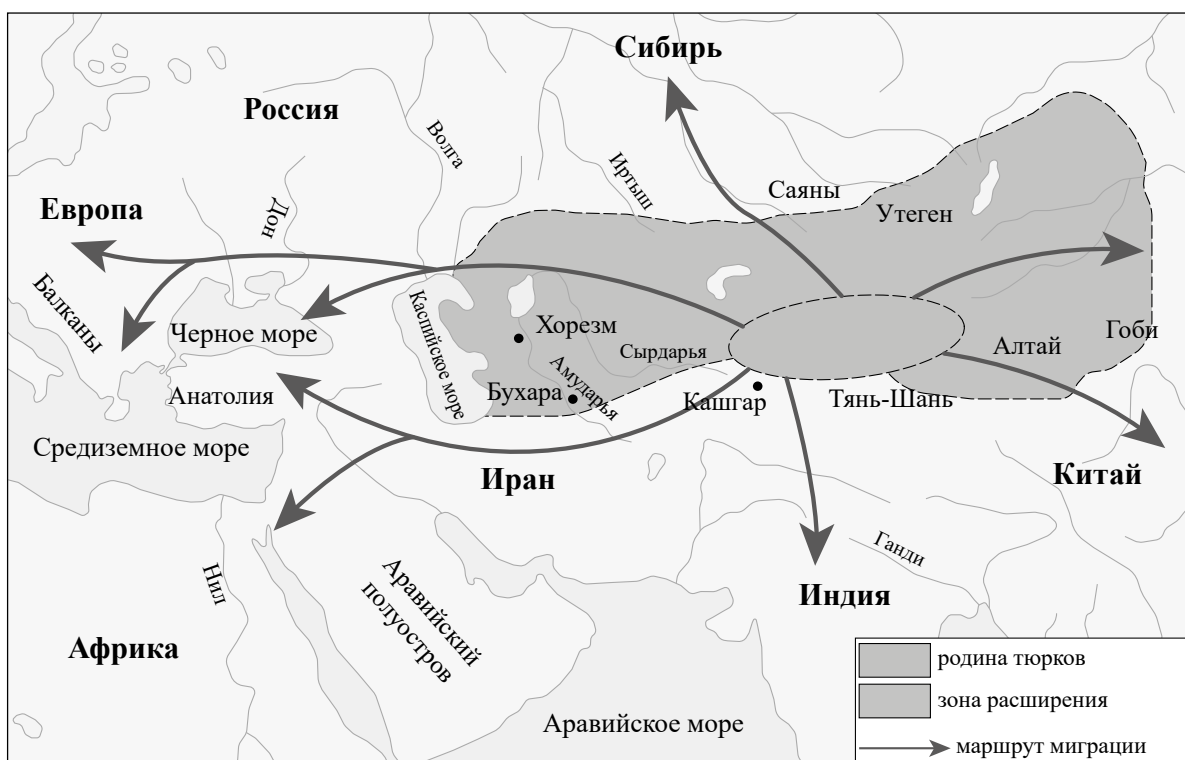 Сибирь
Россия
Волга
Иртыш
Саяны
Утеген
Европа
Дон
Балканы
Черное море
Каспийское море
Хорезм
Сырдарья
Алтай
Гоби
Анатолия
Бухара
Амударья
Кашгар
Тянь-Шань
Средиземное море
Иран
Китай
Ганди
Нил
Аравийский
полуостров
Индия
Африка
Аравийское море
родина тюрков
зона расширения
маршрут миграции